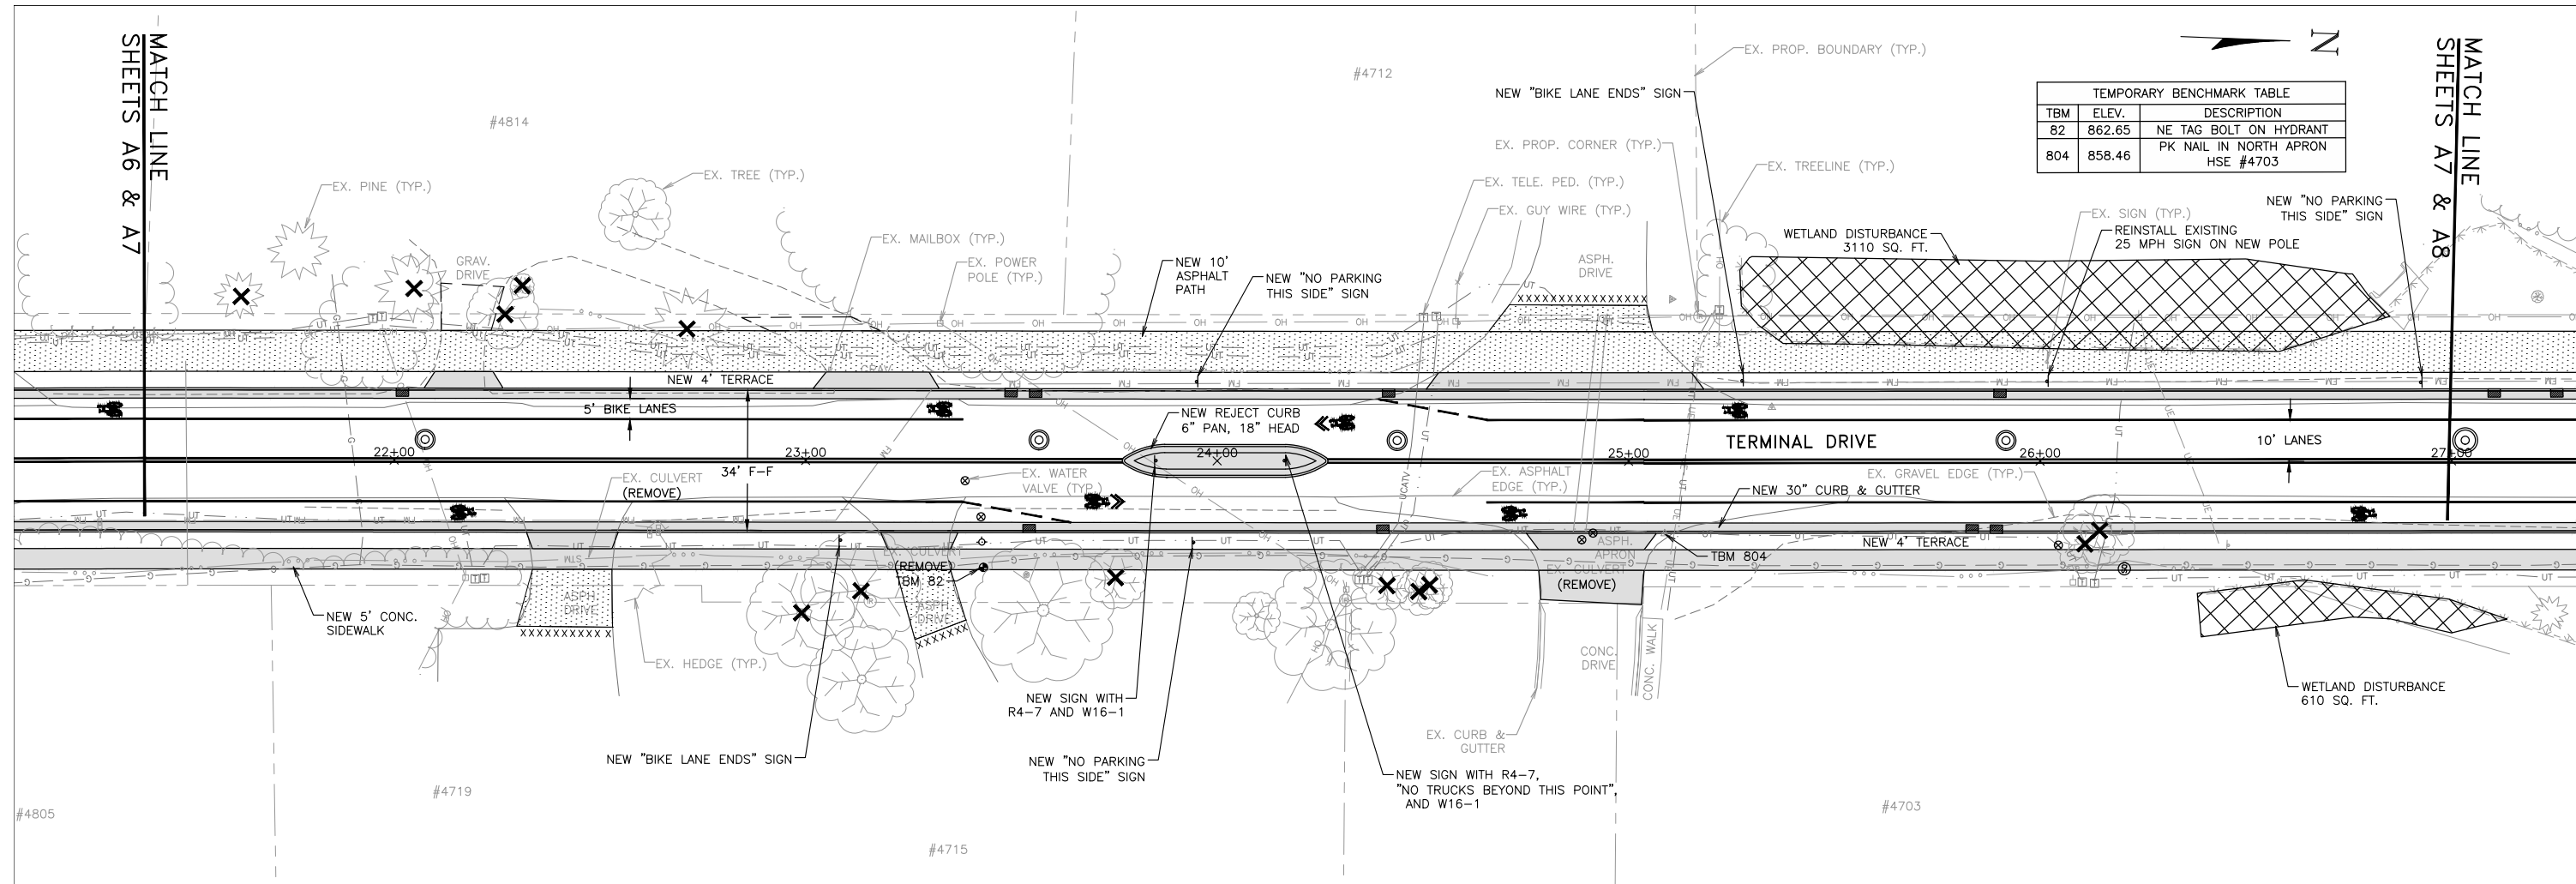 MATCH LINE
SHEETS A6 & A7
MATCH LINE
SHEETS A7 & A8
N
TEMPORARY BENCHMARK TABLE
TBM ELEV. DESCRIPTION
82 862.65 NE TAG BOLT ON HYDRANT
804 858.46 PK NAIL IN NORTH APRON
HSE #4703
#4814
#4712
EX. PROP. BOUNDARY (TYP.)
NEW "BIKE LANE ENDS" SIGN
EX. PROP. CORNER (TYP.)
EX. TREELINE (TYP.)
EX. PINE (TYP.)
EX. TREE (TYP.)
EX. TELE. PED. (TYP.)
EX. GUY WIRE (TYP.)
EX. MAILBOX (TYP.)
GRAV.
DRIVE
EX. POWER
POLE (TYP.)
NEW 10'
ASPHALT
PATH
NEW "NO PARKING
THIS SIDE" SIGN
ASPH.
DRIVE
WETLAND DISTURBANCE
3110 SQ. FT.
EX. SIGN (TYP.)
REINSTALL EXISTING
25 MPH SIGN ON NEW POLE
NEW "NO PARKING
THIS SIDE" SIGN
NEW 4' TERRACE
5' BIKE LANES
NEW REJECT CURB
6" PAN, 18" HEAD
TERMINAL DRIVE
10' LANES
22+00
23+00
24+00
25+00
26+00
27+00
34' F-F
EX. CULVERT
(REMOVE)
EX. WATER
VALVE (TYP.)
EX. ASPHALT
EDGE (TYP.)
UCATV
EX. GRAVEL EDGE (TYP.)
NEW 30" CURB & GUTTER
NEW 4' TERRACE
TBM 804
EX. CULVERT
(REMOVE)
TBM 82
ASPH.
APRON
EX. CULVERT
(REMOVE)
ASPH.
DRIVE
ASPH.
DRIVE
NEW 5' CONC.
SIDEWALK
EX. HEDGE (TYP.)
CONC.
DRIVE
CONC. WALK
NEW SIGN WITH
R4-7 AND W16-1
WETLAND DISTURBANCE
610 SQ. FT.
EX. CURB &
GUTTER
NEW "BIKE LANE ENDS" SIGN
NEW "NO PARKING
THIS SIDE" SIGN
NEW SIGN WITH R4-7,
"NO TRUCKS BEYOND THIS POINT",
AND W16-1
#4805
#4719
#4715
#4703